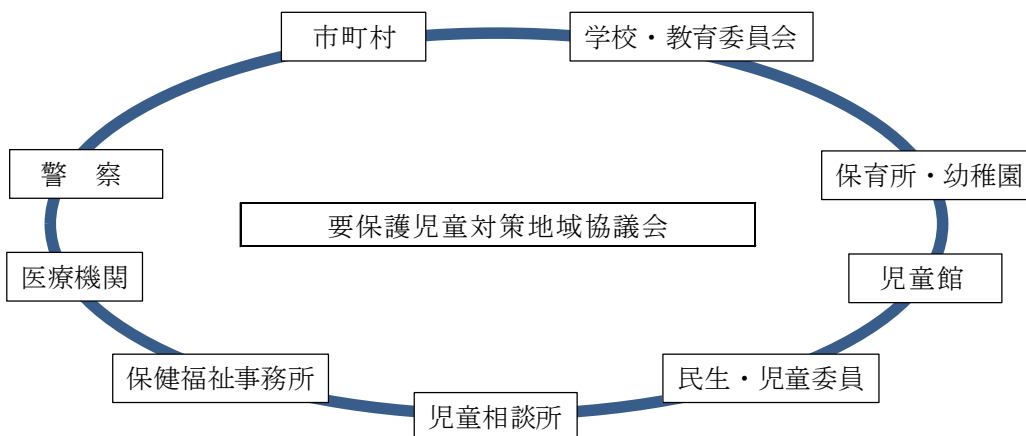 市町村
学校・教育委員会
警　察
保育所・幼稚園
要保護児童対策地域協議会
医療機関
児童館
保健福祉事務所
民生・児童委員
児童相談所